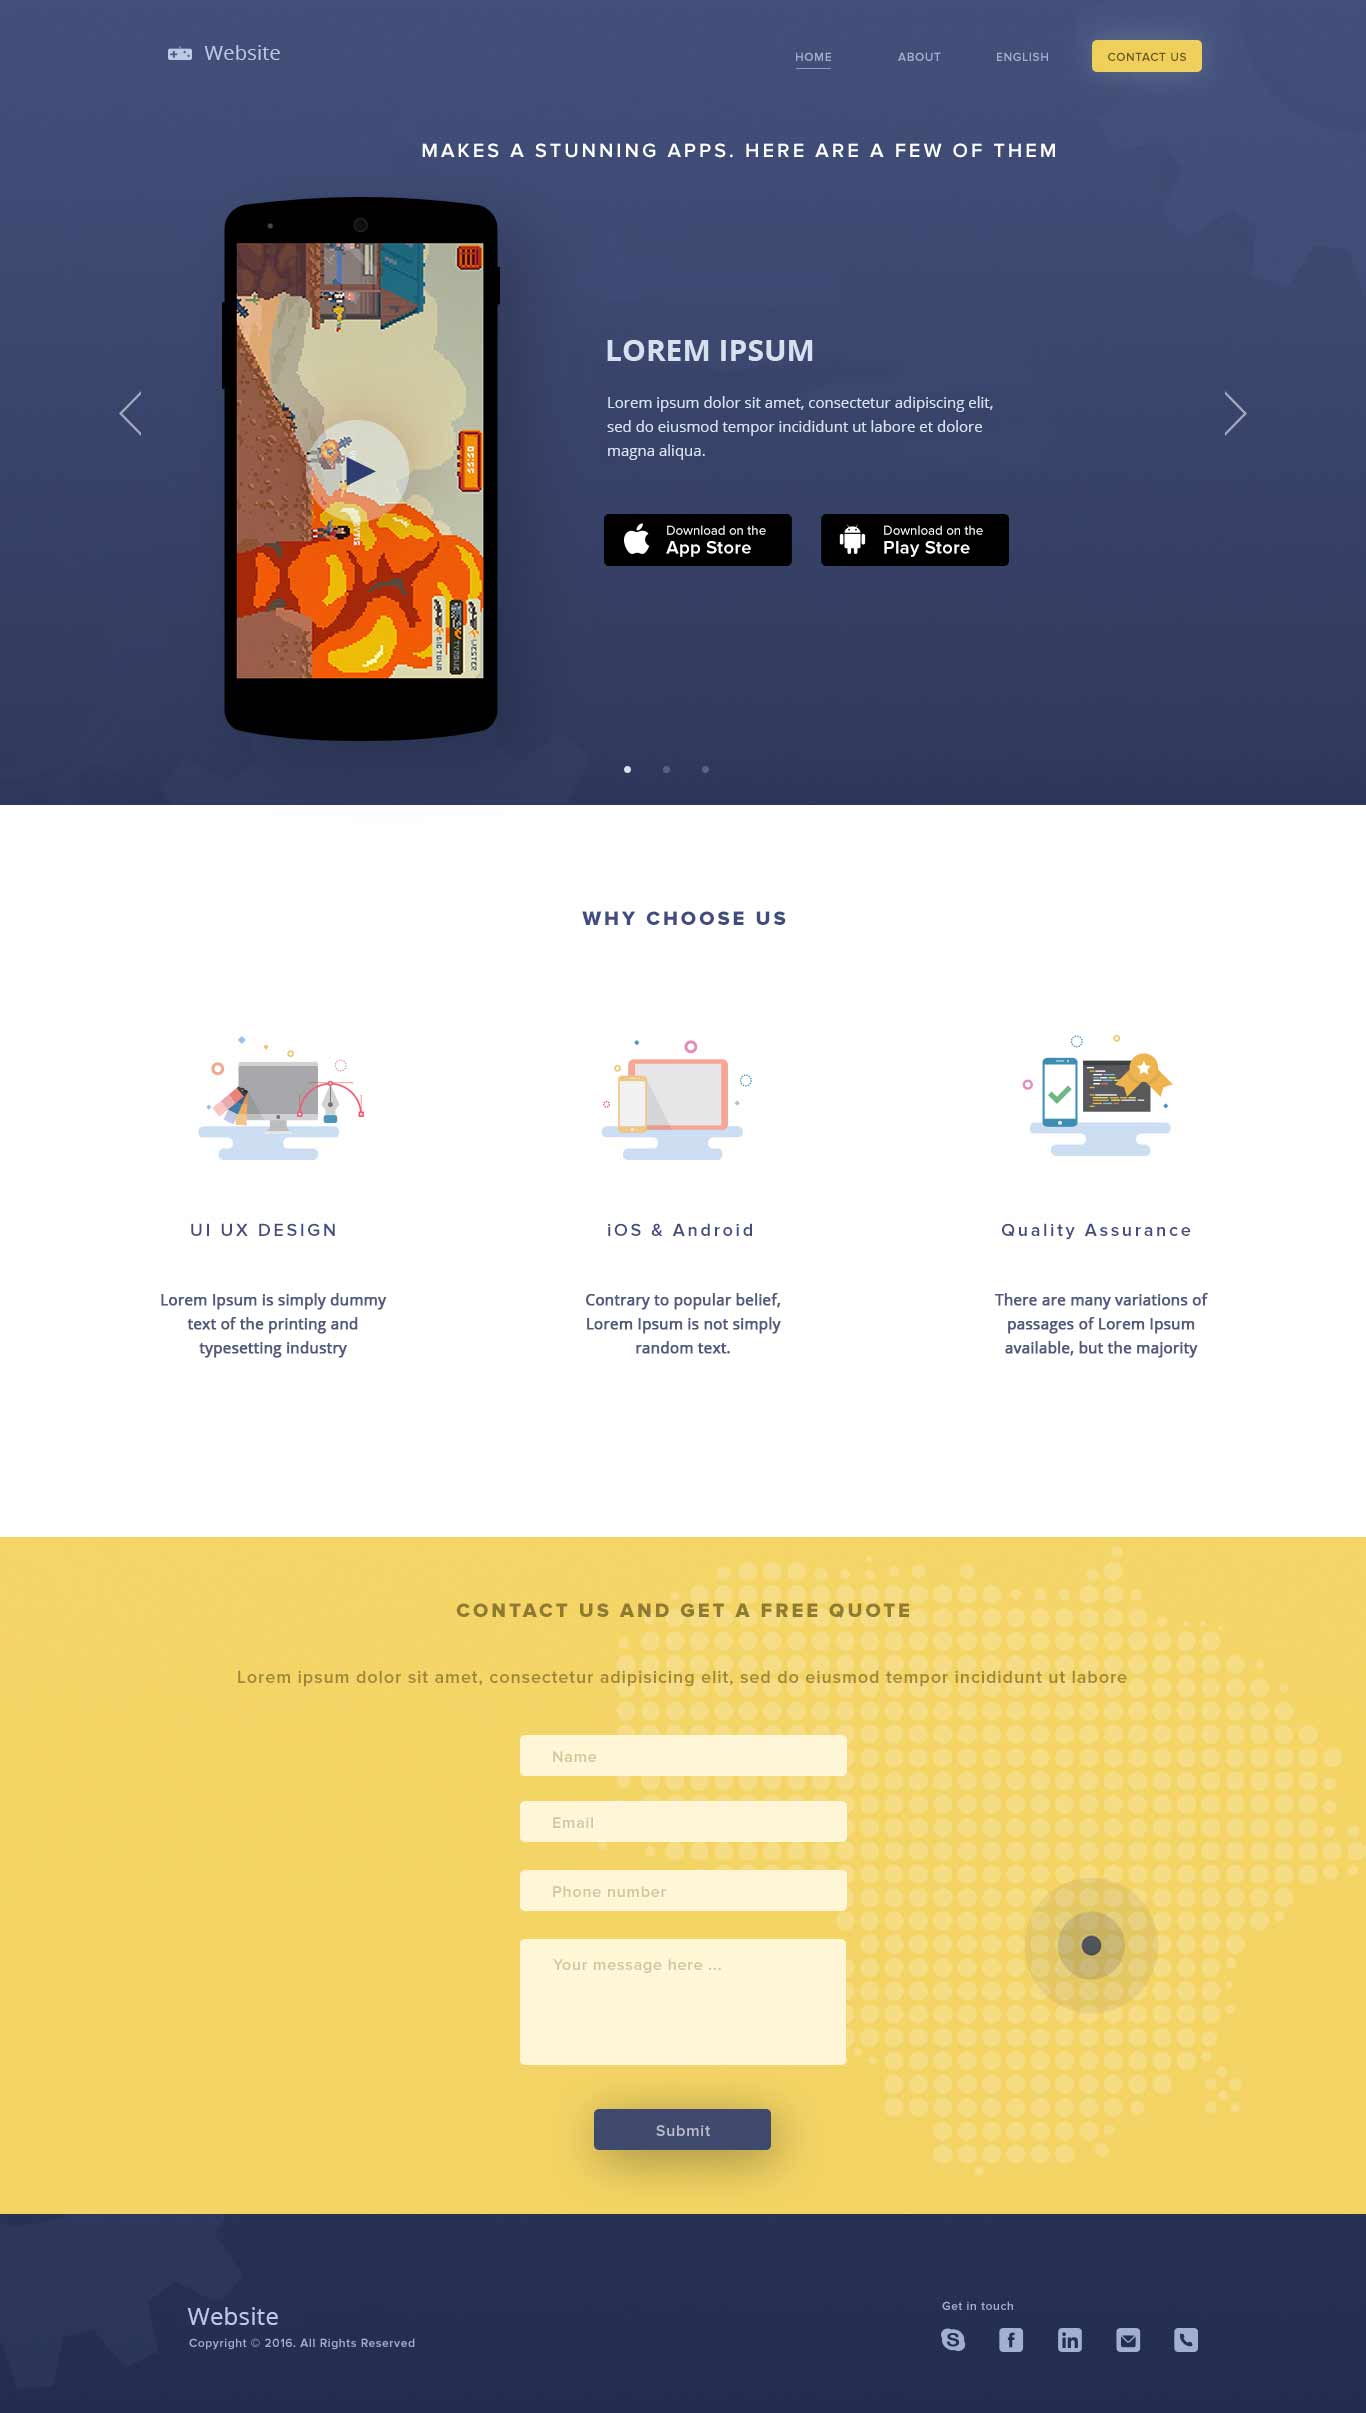 Website
HOME
ABOUT
ENGLISH
CONTACT US
MAKES A STUNNING APPS. HERE ARE A FEW OF THEM
LOREM IPSUM
Lorem ipsum dolor sit amet, consectetur adipiscing elit,
sed do eiusmod tempor incididunt ut labore et dolore
magna aliqua.
Download on the
App Store
Download on the
Play Store
WHY CHOOSE US
UI UX DESIGN
Lorem Ipsum is simply dummy
text of the printing and
typesetting industry
iOS & Android
Contrary to popular belief,
Lorem Ipsum is not simply
random text.
Quality Assurance
There are many variations of
passages of Lorem Ipsum
available, but the majority
CONTACT US AND GET A FREE QUOTE
Lorem ipsum dolor sit amet, consectetur adipisicing elit, sed do eiusmod tempor incididunt ut labore
Name
Email
Phone number
Your message here ...
Submit
Website
Copyright © 2016. All Rights Reserved
Get in touch